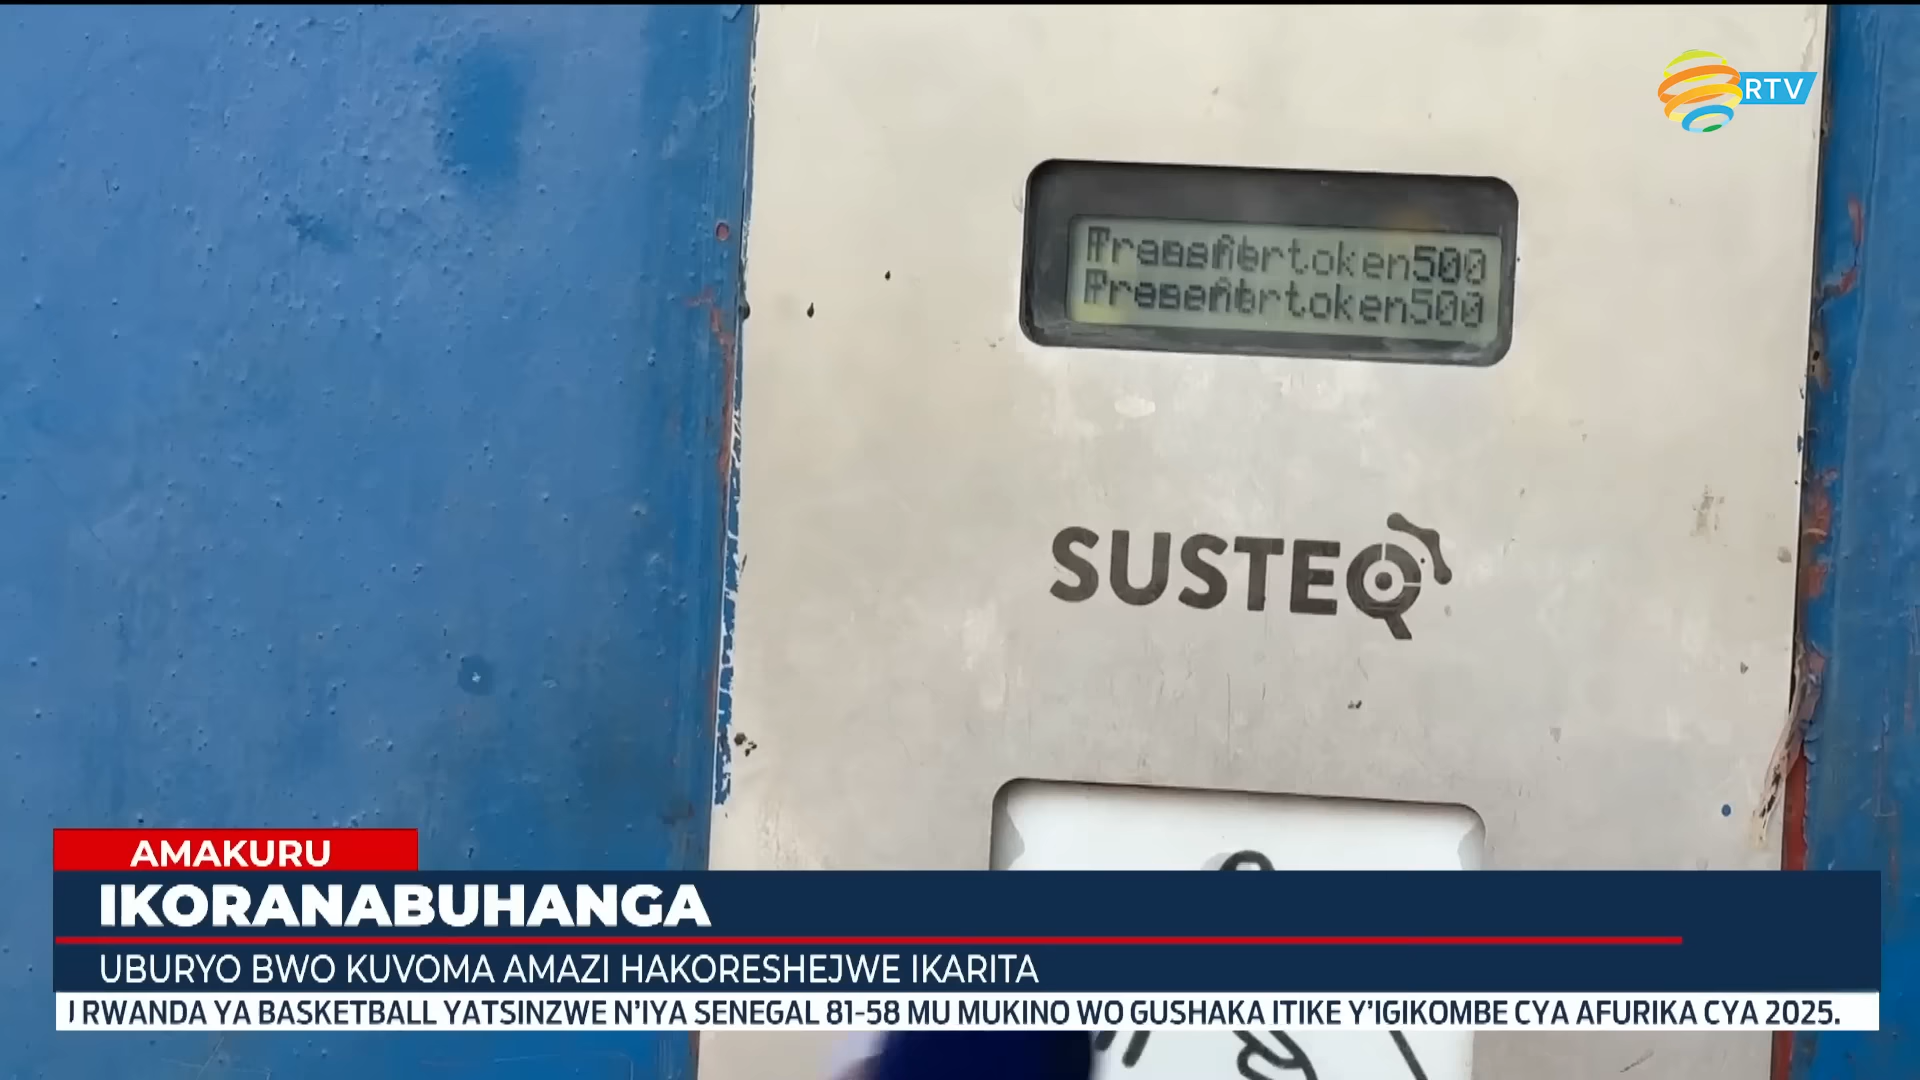 RTV
token500
token500
SUSTEQ
AMAKURU
IKORANABUHANGA
UBURYO BWO KUVOMA AMAZI HAKORESHEJWE IKARITA
RWANDA YA BASKETBALL YATSINZWE N'IYA SENEGAL 81-58 MU MUKINO WO GUSHAKA ITIKE Y'IGIKOMBE CYA AFURIKA CYA 2025.